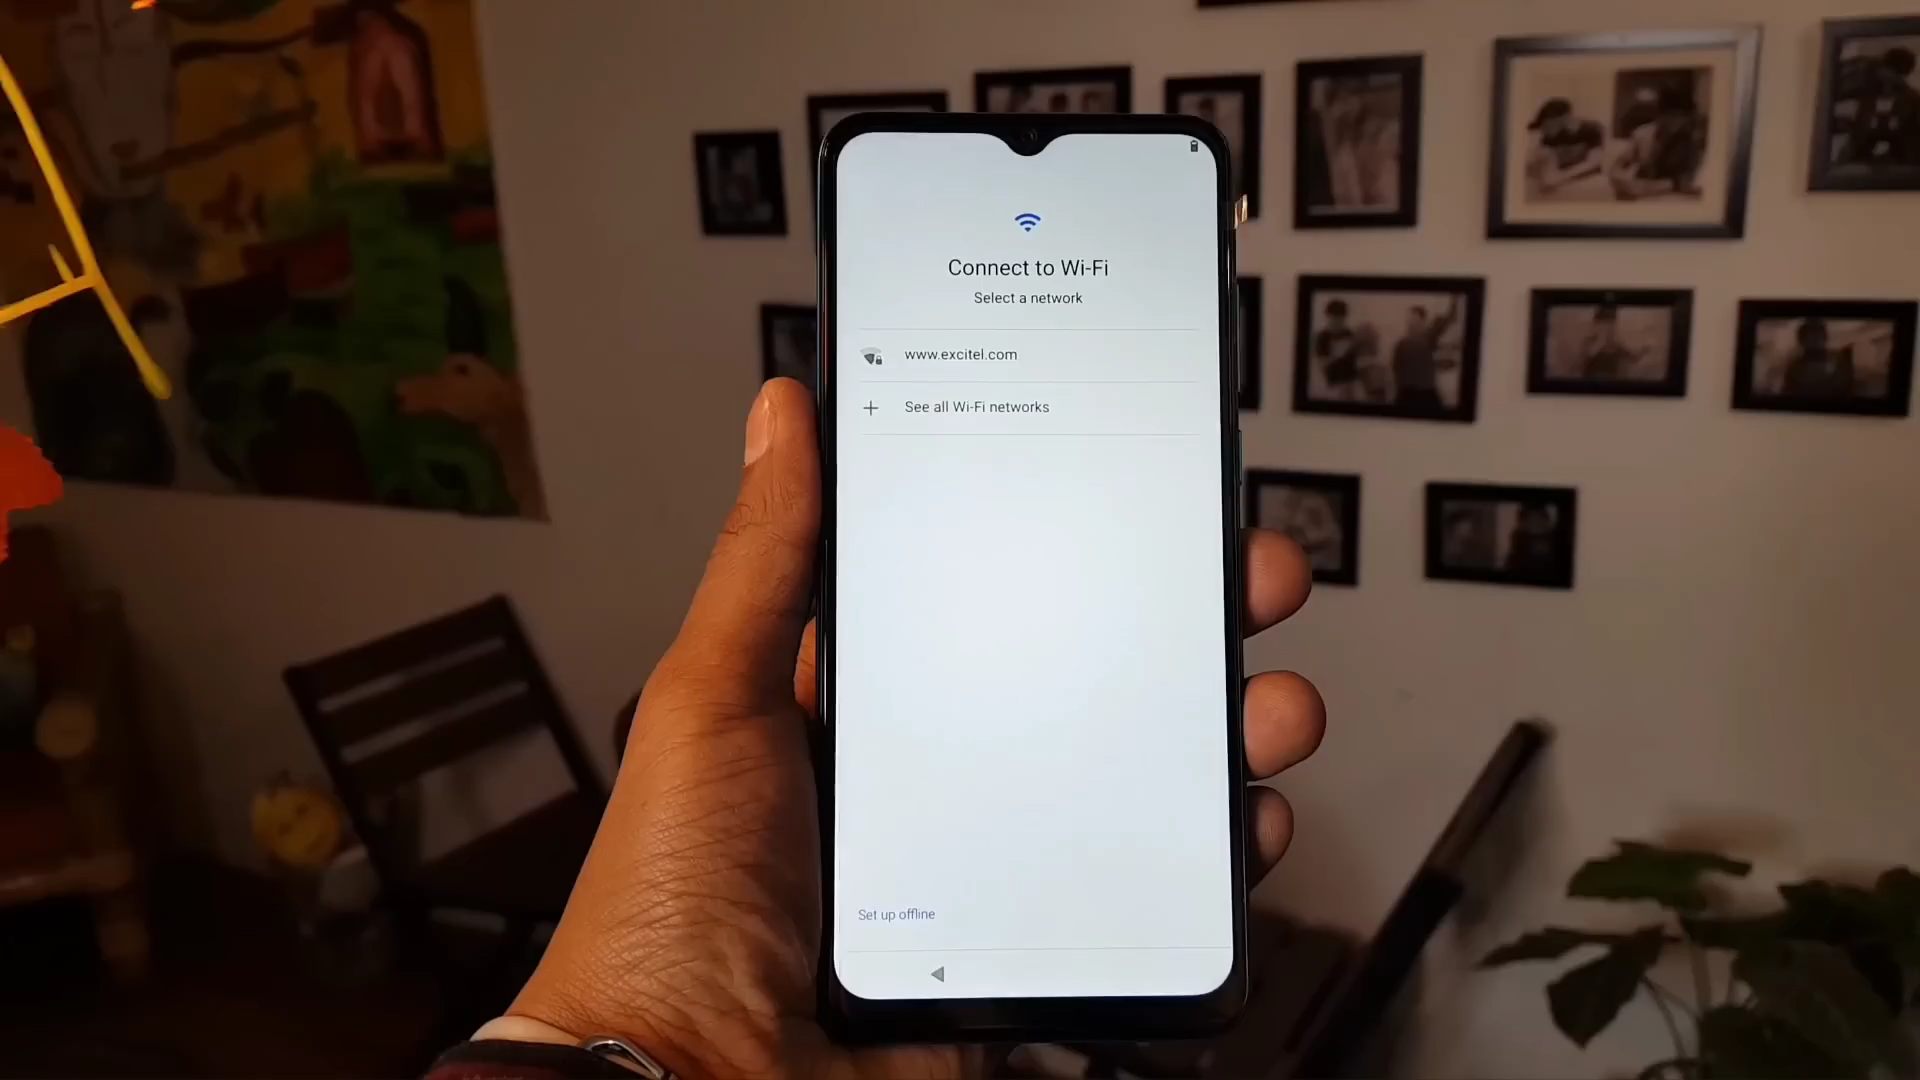 Connect to Wi-Fi
Select a network
www.excitel.com
See all Wi-Fi networks
Set up offline